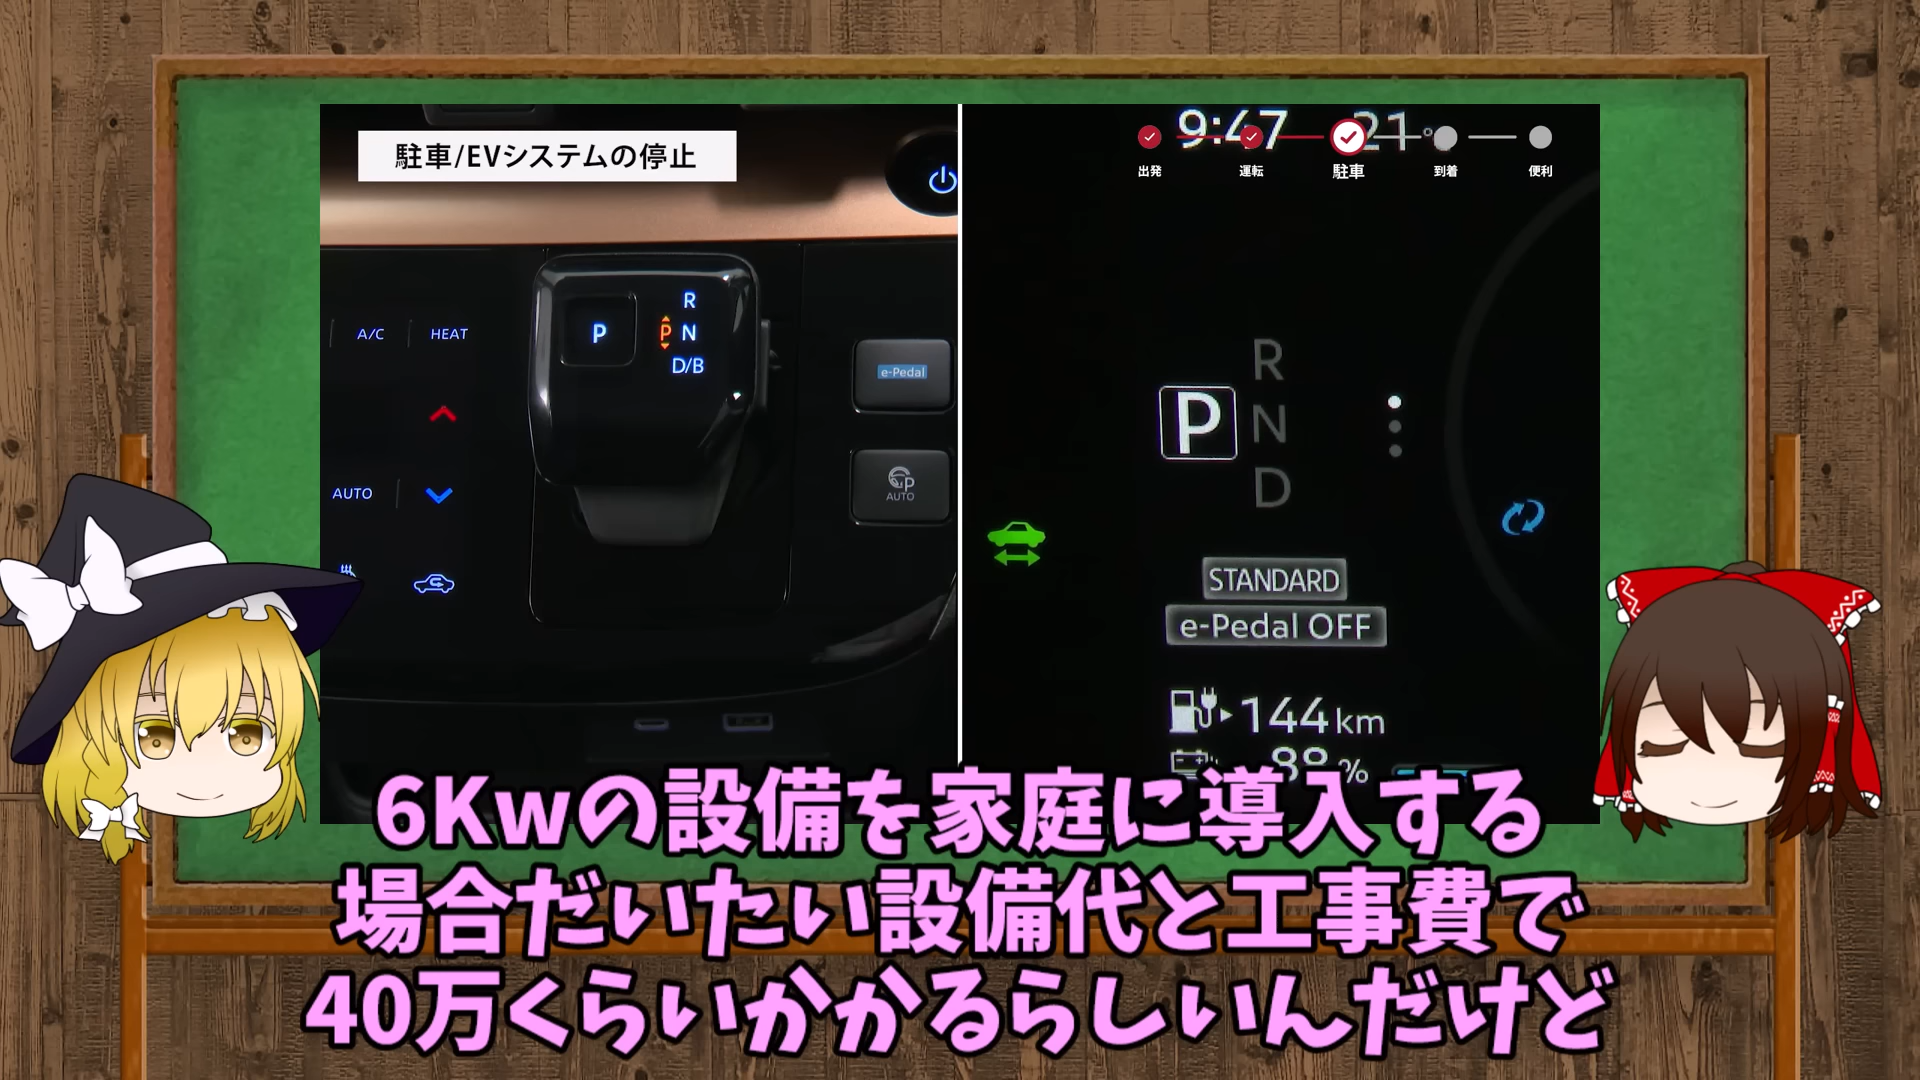 駐車/EVシステムの停止
9:47
21°
出発
運転
駐車
到着
便利
A/C
HEAT
AUTO
P
R
P N
D/B
e-Pedal
P
AUTO
R
P
N
D
STANDARD
e-Pedal OFF
144km
88%
6Kwの設備を家庭に導入する
場合だいたい設備代と工事費で
40万くらいかかるらしいんだけど